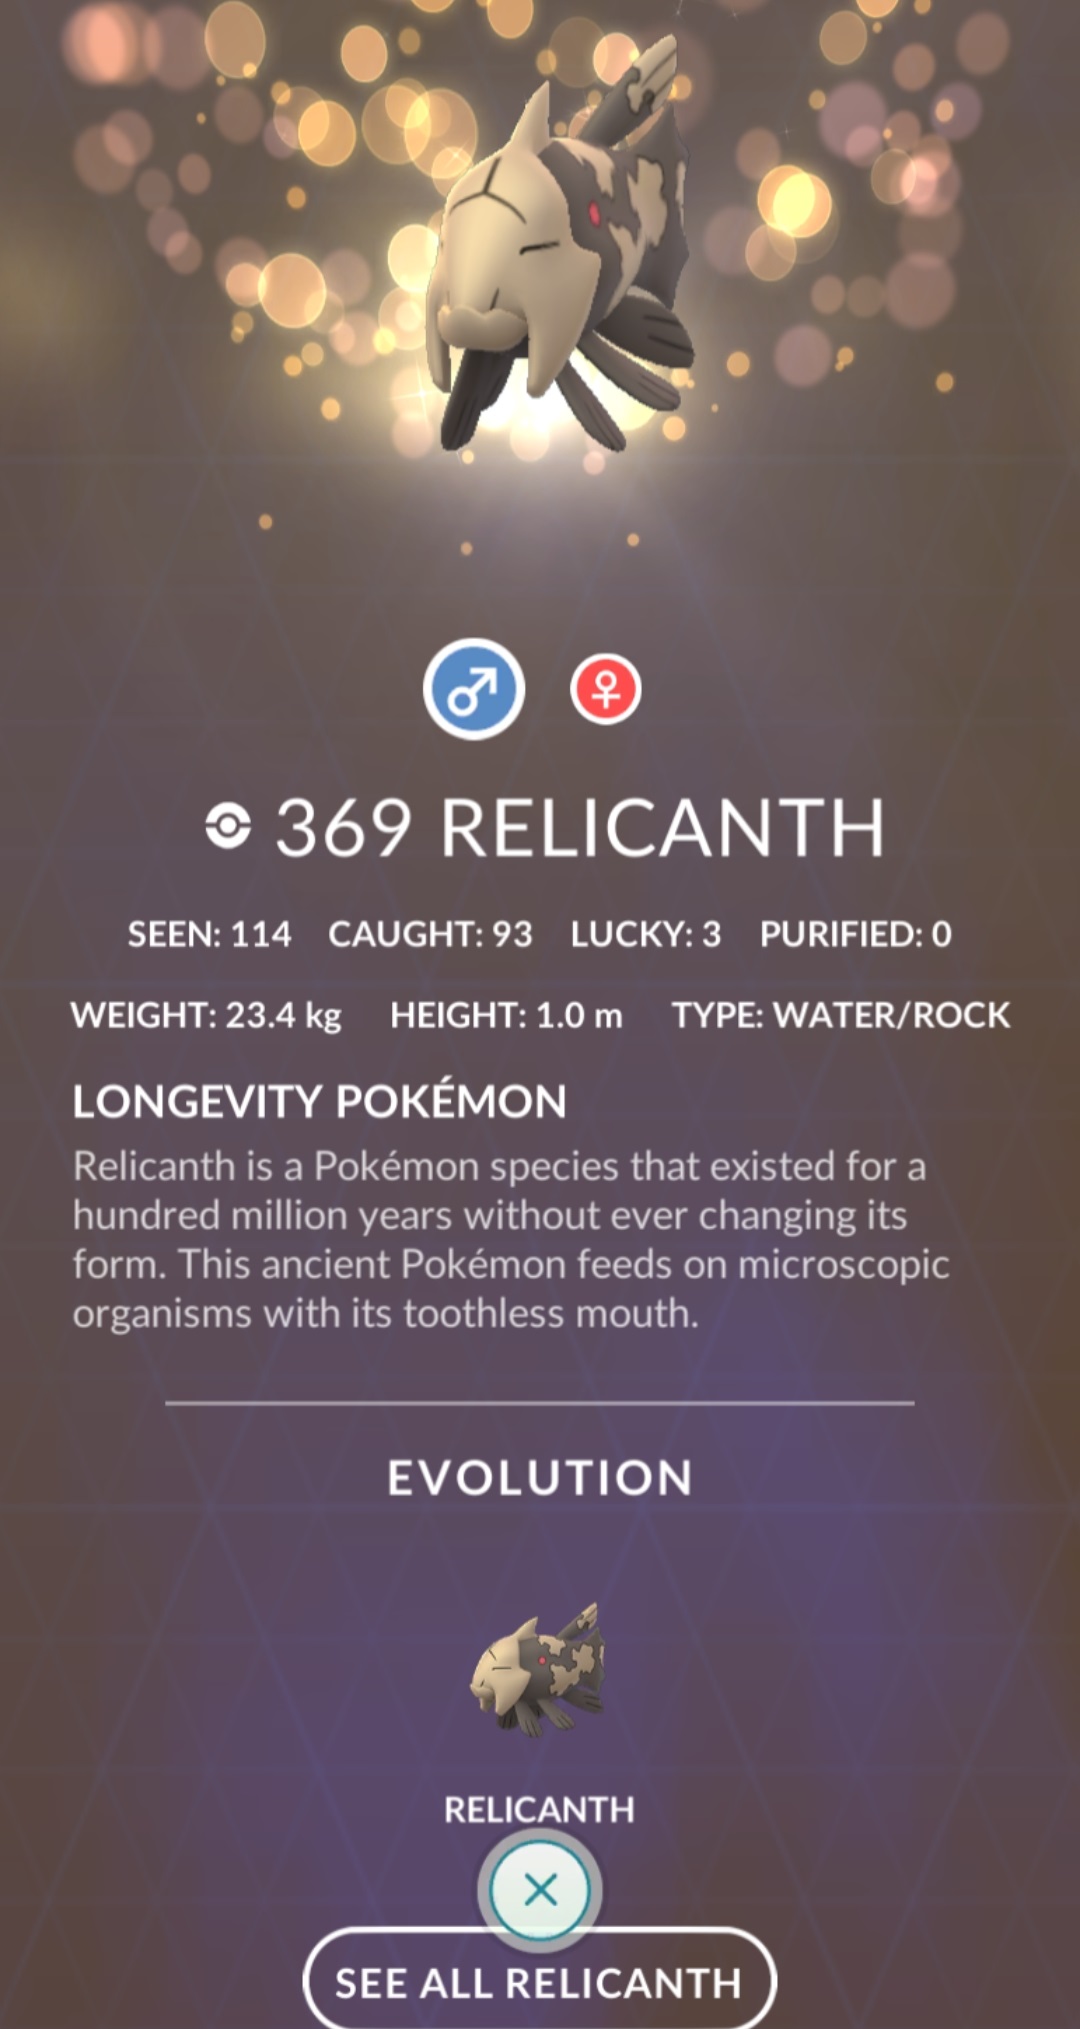 369 RELICANTH
SEEN: 114 CAUGHT: 93 LUCKY: 3 PURIFIED: 0
WEIGHT: 23.4 kg HEIGHT: 1.0 m TYPE: WATER/ROCK
LONGEVITY POKÉMON
Relicanth is a Pokémon species that existed for a
hundred million years without ever changing its
form. This ancient Pokémon feeds on microscopic
organisms with its toothless mouth.
EVOLUTION
RELICANTH
SEE ALL RELICANTH